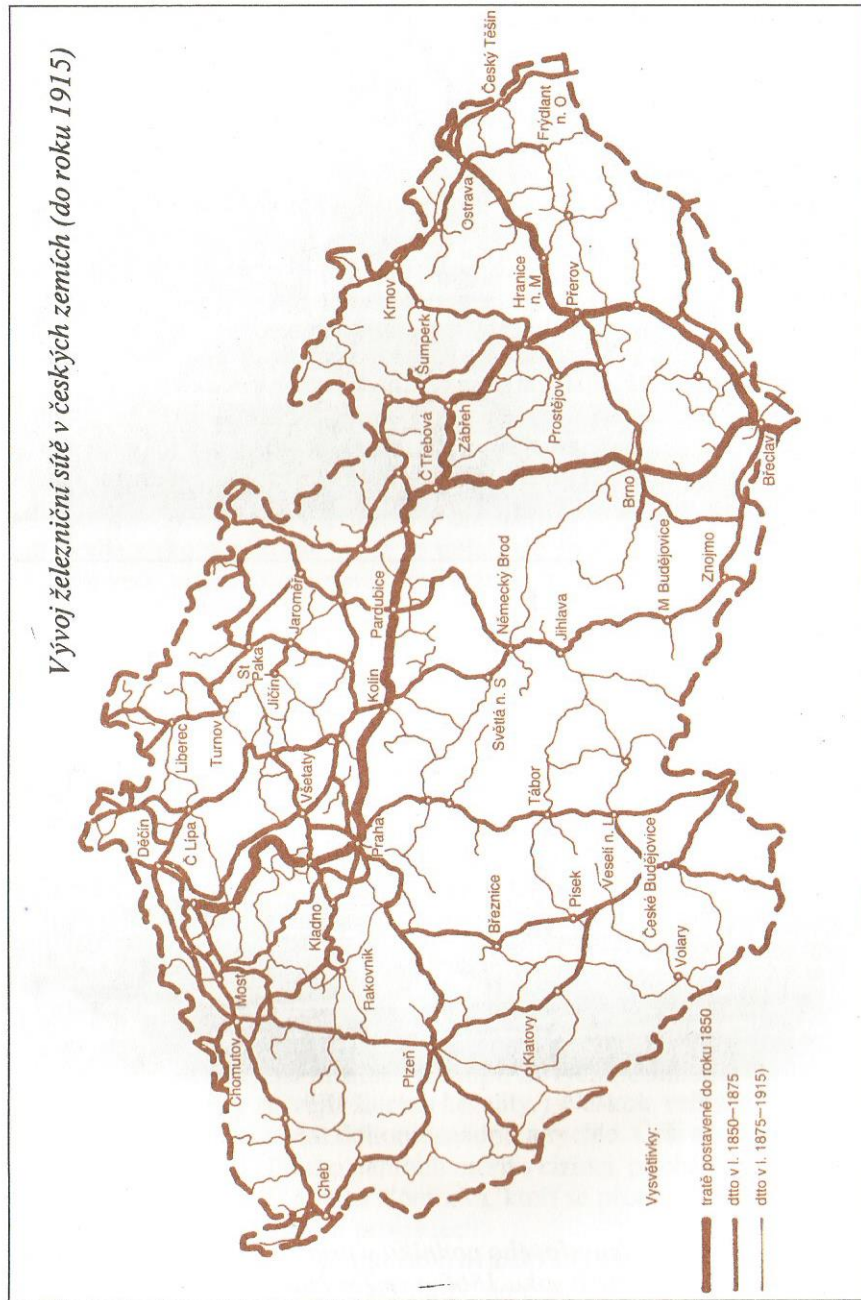 Vývoj železniční sítě v českých zemích (do roku 1915)
Český Těšín
Frýdlant
n. O
Ostrava
Krnov
Hranice
n. M
Přerov
Šumperk
Zábřeh
Prostějov
Č Třebová
Brno
Břeclav
Jaroměř
Pardubice
Německý Brod
M Budějovice
Znojmo
Jihlava
St
Paka
Jičín
Kolín
Světlá n. S
Liberec
Turnov
Všetaty
Děčín
Č Lípa
Praha
Tábor
Veselí n. L
Kladno
Březnice
Písek
České Budějovice
Most
Rakovník
Volary
Chomutov
Plzeň
Klatovy
Cheb
Vysvětlivky:
tratě postavené do roku 1850
dtto v l. 1850–1875
dtto v l. 1875–1915)